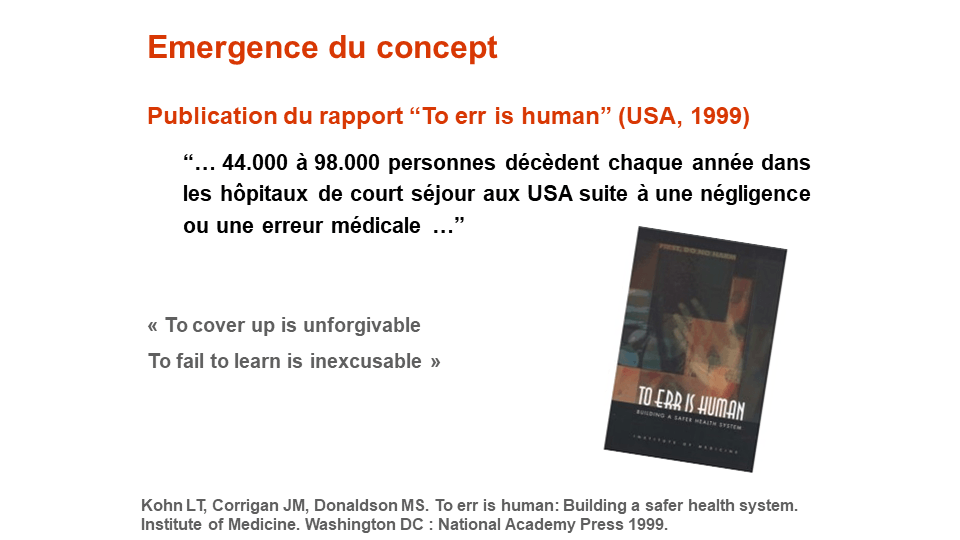 Emergence du concept
Publication du rapport “To err is human” (USA, 1999)
“… 44.000 à 98.000 personnes décèdent chaque année dans
les hôpitaux de court séjour aux USA suite à une négligence
ou une erreur médicale …”
« To cover up is unforgivable
To fail to learn is inexcusable »
TO ERR IS HUMAN
BUILDING A SAFER HEALTH SYSTEM
INSTITUTE OF MEDICINE
Kohn LT, Corrigan JM, Donaldson MS. To err is human: Building a safer health system.
Institute of Medicine. Washington DC : National Academy Press 1999.